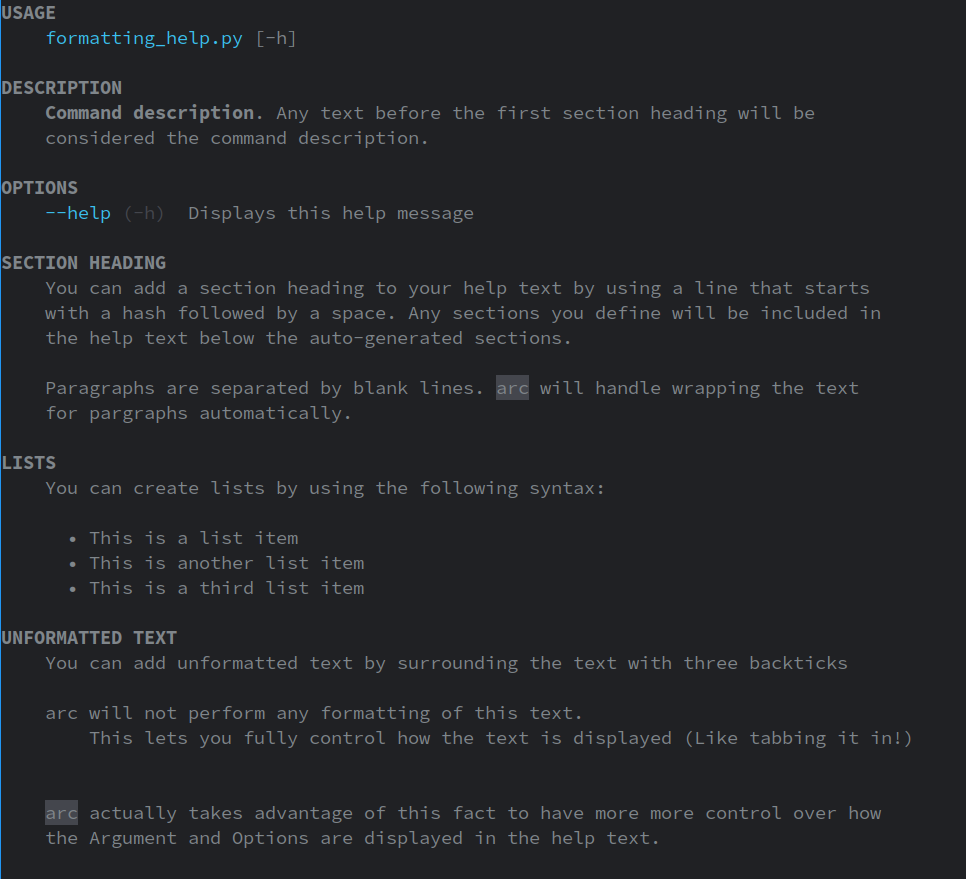 USAGE
formatting_help.py [-h]
DESCRIPTION
Command description. Any text before the first section heading will be
considered the command description.
OPTIONS
--help (-h)  Displays this help message
SECTION HEADING
You can add a section heading to your help text by using a line that starts
with a hash followed by a space. Any sections you define will be included in
the help text below the auto-generated sections.
Paragraphs are separated by blank lines. arc will handle wrapping the text
for pargraphs automatically.
LISTS
You can create lists by using the following syntax:
• This is a list item
• This is another list item
• This is a third list item
UNFORMATTED TEXT
You can add unformatted text by surrounding the text with three backticks
arc will not perform any formatting of this text.
This lets you fully control how the text is displayed (Like tabbing it in!)
arc actually takes advantage of this fact to have more more control over how
the Argument and Options are displayed in the help text.